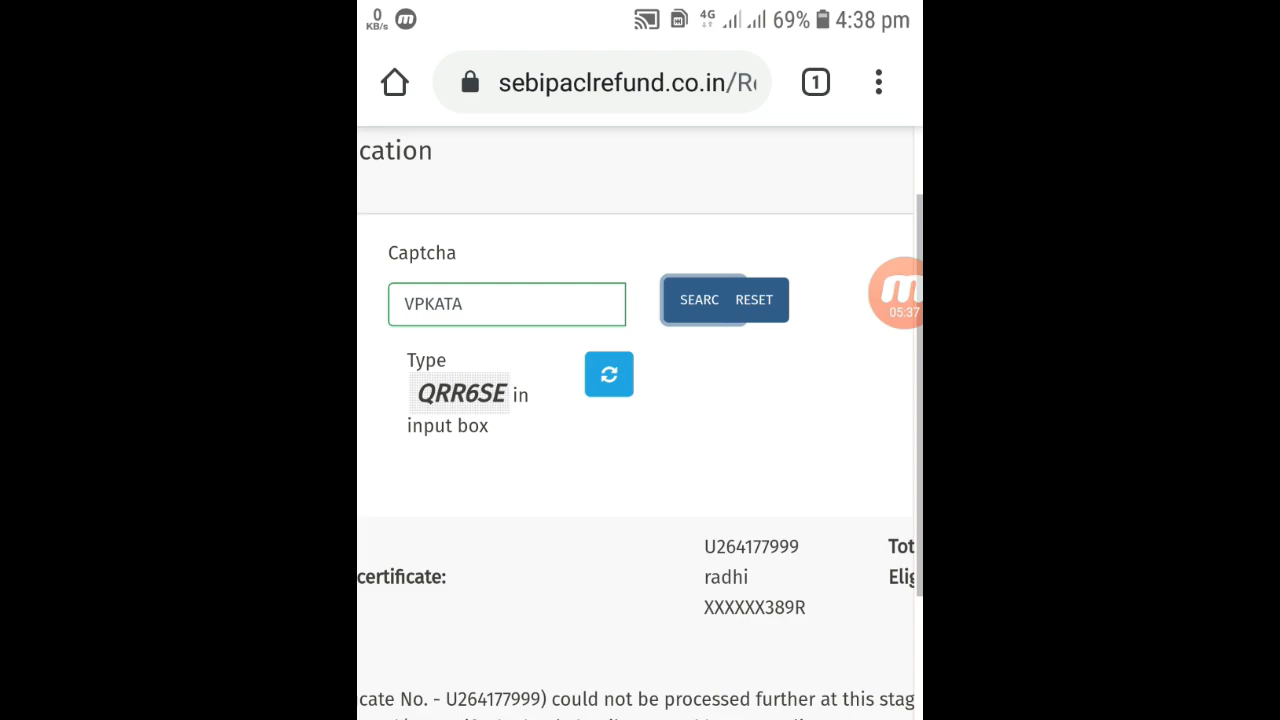 0
KB/s
4G
69%
4:38 pm
sebipaclrefund.co.in/R
1
cation
Captcha
VPKATA
SEARC
RESET
05:37
Type
QRR6SE in
input box
U264177999
Tot
certificate:
radhi
Elig
XXXXXX389R
cate No. - U264177999) could not be processed further at this stag